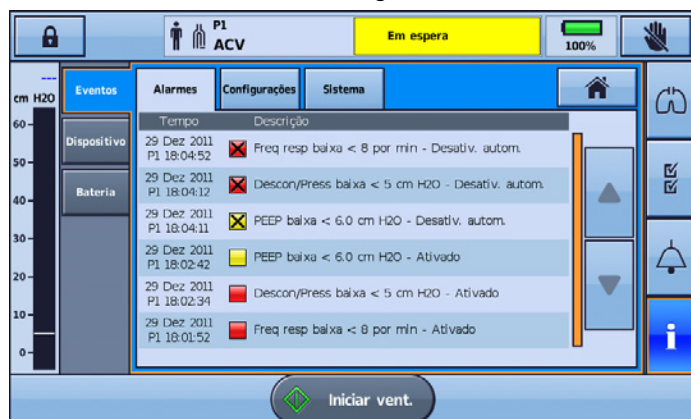 P1
ACV
Em espera
100%
---
cm H2O
60
50
40
30
20
10
0
Eventos
Dispositivo
Bateria
Alarmes
Configurações
Sistema
Tempo Descrição
29 Dez 2011
P1 18:04:52
Freq resp baixa < 8 por min - Desativ. autom.
29 Dez 2011
P1 18:04:12
Descon/Press baixa < 5 cm H2O - Desativ. autom.
29 Dez 2011
P1 18:04:11
PEEP baixa < 6.0 cm H2O - Desativ. autom.
29 Dez 2011
P1 18:02:42
PEEP baixa < 6.0 cm H2O - Ativado
29 Dez 2011
P1 18:02:34
Descon/Press baixa < 5 cm H2O - Ativado
29 Dez 2011
P1 18:01:52
Freq resp baixa < 8 por min - Ativado
i
Iniciar vent.